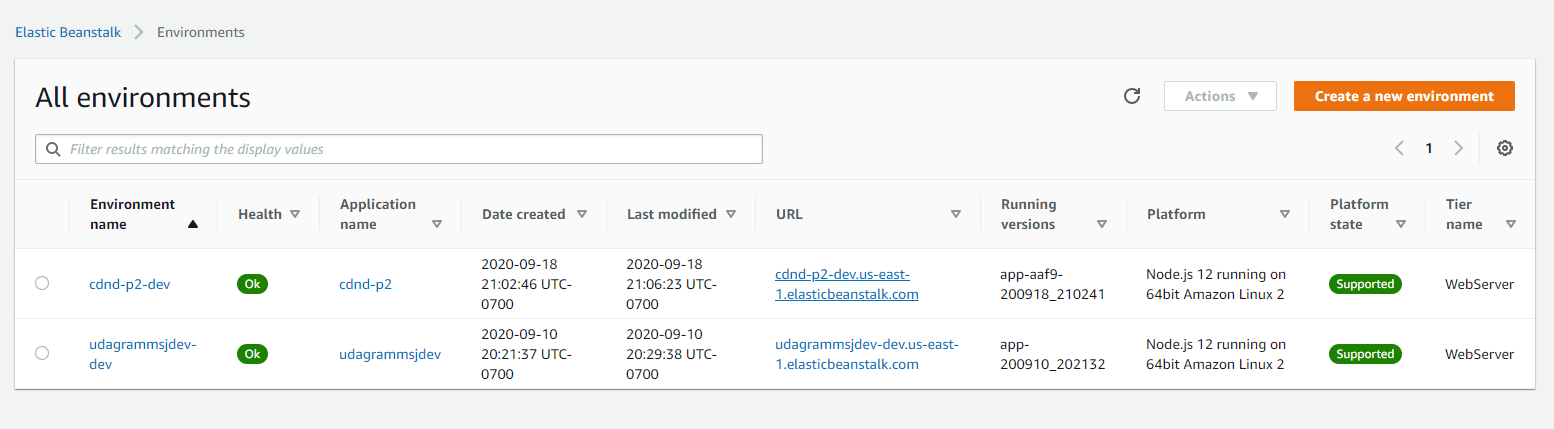 Elastic Beanstalk > Environments
All environments
Actions
Create a new environment
Filter results matching the display values
1
Environment name
Health
Application name
Date created
Last modified
URL
Running versions
Platform
Platform state
Tier name
cdnd-p2-dev
Ok
cdnd-p2
2020-09-18
21:02:46 UTC-
0700
2020-09-18
21:06:23 UTC-
0700
cdnd-p2-dev.us-east-
1.elasticbeanstalk.com
app-aaf9-
200918_210241
Node.js 12 running on
64bit Amazon Linux 2
Supported
WebServer
udagrammsjdev-
dev
Ok
udagrammsjdev
2020-09-10
20:21:37 UTC-
0700
2020-09-10
20:29:38 UTC-
0700
udagrammsjdev-dev.us-east-
1.elasticbeanstalk.com
app-
200910_202132
Node.js 12 running on
64bit Amazon Linux 2
Supported
WebServer